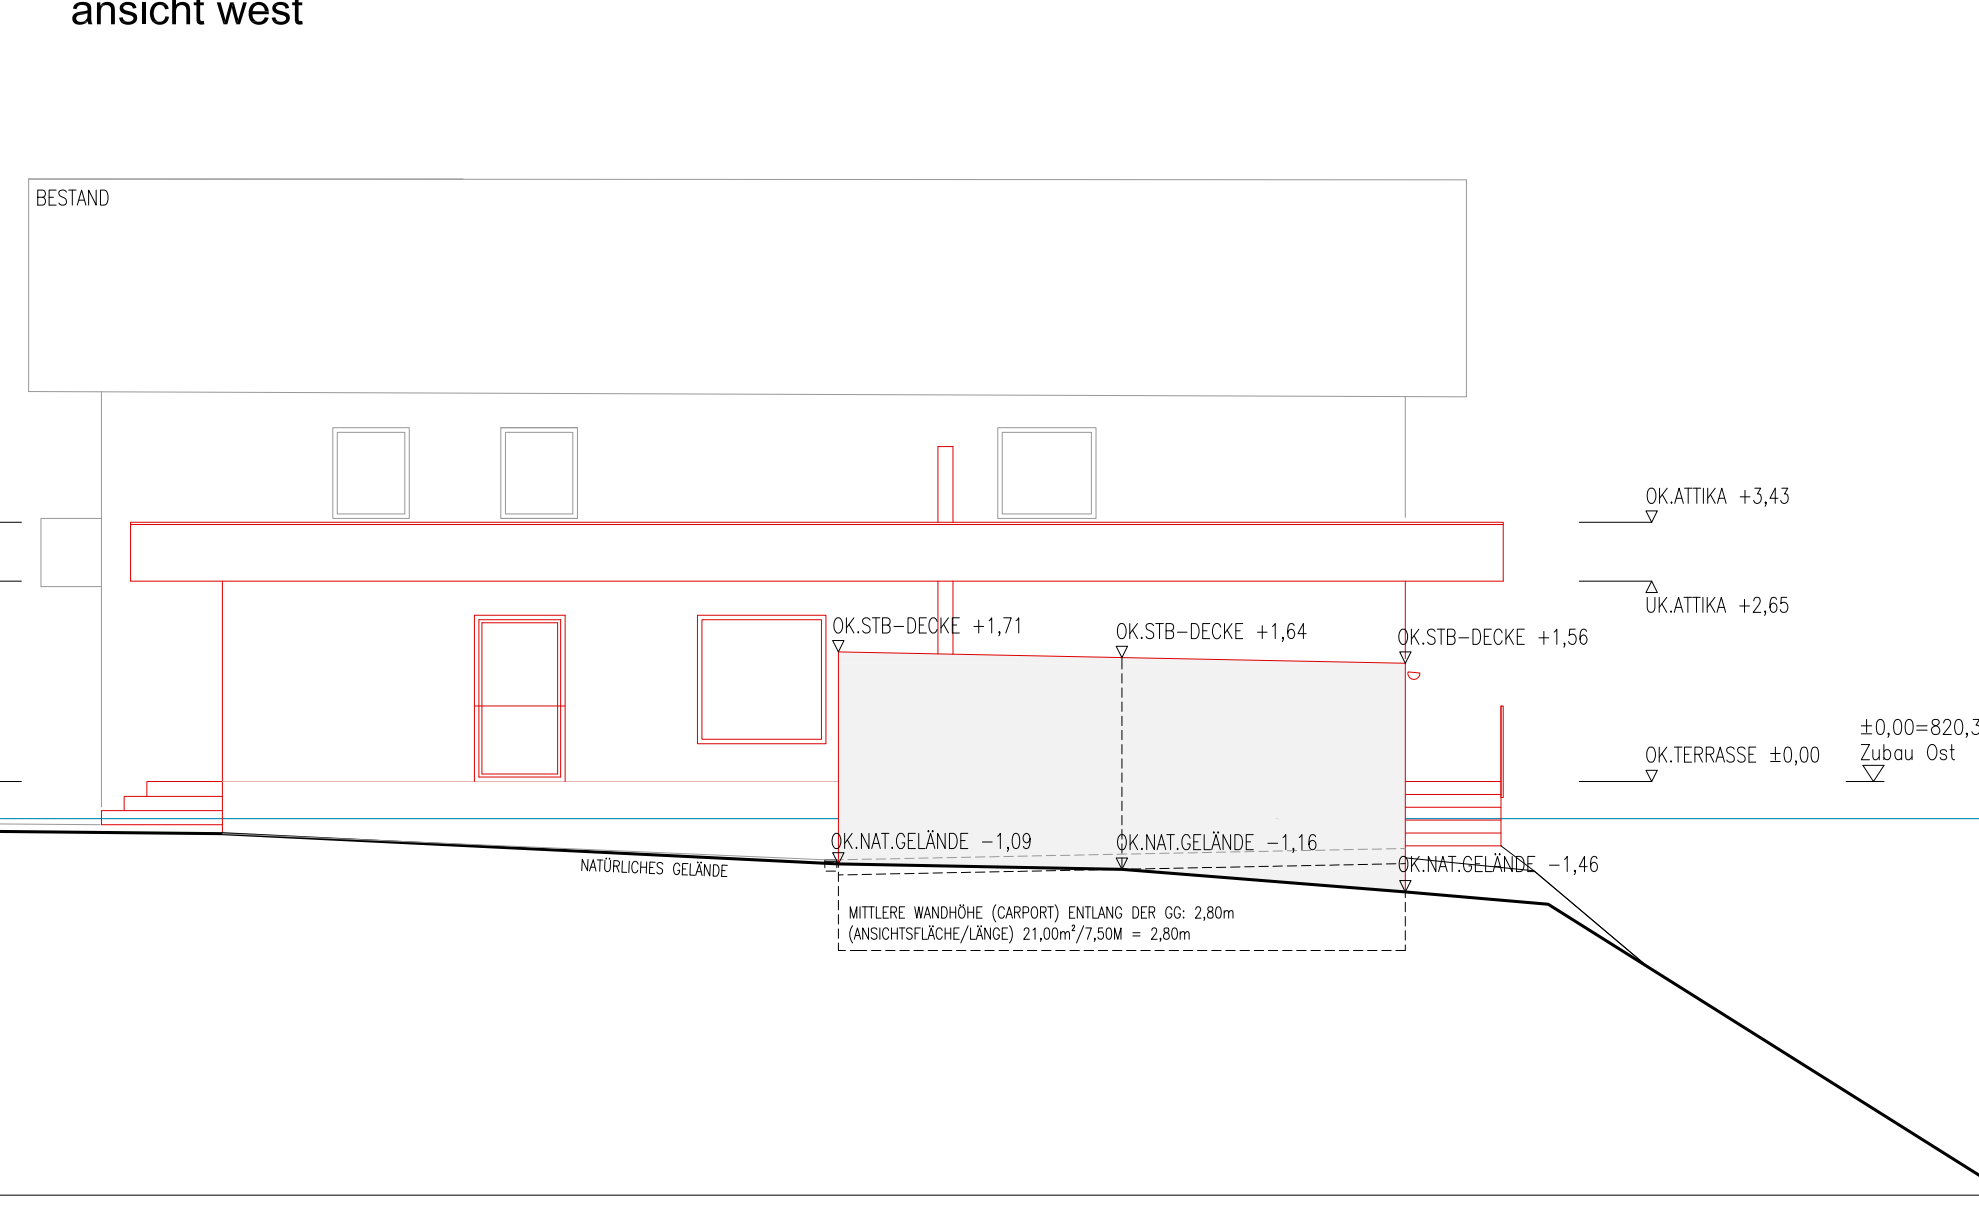 ansicht west
BESTAND
OK.ATTIKA +3,43
UK.ATTIKA +2,65
OK.STB-DECKE +1,71
OK.STB-DECKE +1,64
OK.STB-DECKE +1,56
±0,00=820,3
OK.TERRASSE ±0,00
Zubau Ost
OK.NAT.GELÄNDE -1,09
OK.NAT.GELÄNDE -1,16
OK.NAT.GELÄNDE -1,46
NATÜRLICHES GELÄNDE
MITTLERE WANDHÖHE (CARPORT) ENTLANG DER GG: 2,80m
(ANSICHTSFLÄCHE/LÄNGE) 21,00m²/7,50M = 2,80m